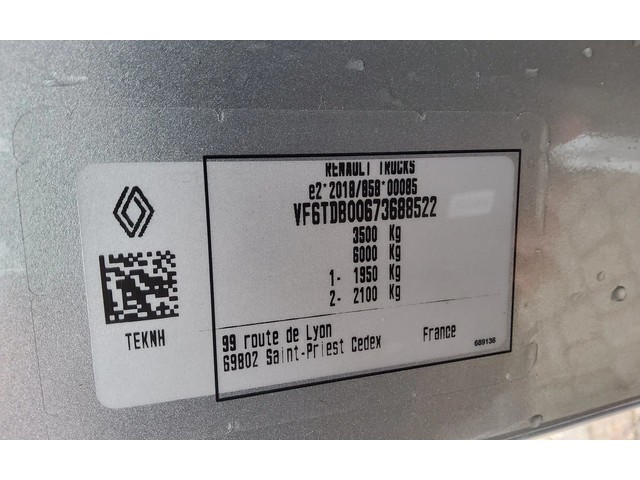 RENAULT TRUCKS
e2*2018/858*00085
VF6TDB00673688522
3500 Kg
6000 Kg
1- 1950 Kg
2- 2100 Kg
TEKNH
99 route de Lyon
69802 Saint-Priest Cedex France
689136